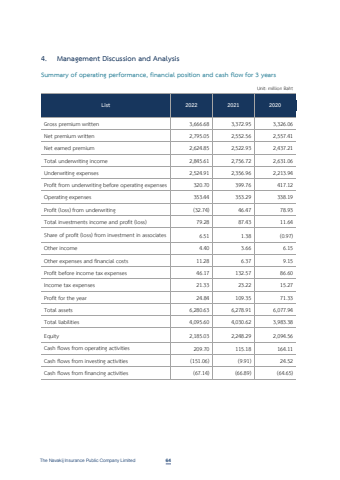 4. Management Discussion and Analysis
Summary of operating performance, financial position and cash flow for 3 years
Unit: million Baht
List 2022 2021 2020
Gross premium written 3,666.68 3,372.95 3,326.06
Net premium written 2,795.05 2,552.56 2,557.41
Net earned premium 2,624.85 2,522.93 2,437.21
Total underwriting income 2,845.61 2,756.72 2,631.06
Underwriting expenses 2,524.91 2,356.96 2,213.94
Profit from underwriting before operating expenses 320.70 399.76 417.12
Operating expenses 353.44 353.29 338.19
Profit (loss) from underwriting (32.74) 46.47 78.93
Total investments income and profit (loss) 79.28 87.43 11.64
Share of profit (loss) from investment in associates 6.51 1.38 (0.97)
Other income 4.40 3.66 6.15
Other expenses and financial costs 11.28 6.37 9.15
Profit before income tax expenses 46.17 132.57 86.60
Income tax expenses 21.33 23.22 15.27
Profit for the year 24.84 109.35 71.33
Total assets 6,280.63 6,278.91 6,077.94
Total liabilities 4,095.60 4,030.62 3,983.38
Equity 2,185.03 2,248.29 2,094.56
Cash flows from operating activities 209.70 115.18 164.11
Cash flows from investing activities (151.06) (9.91) 24.52
Cash flows from financing activities (67.14) (66.89) (64.65)
The Navakij Insurance Public Company Limited 64